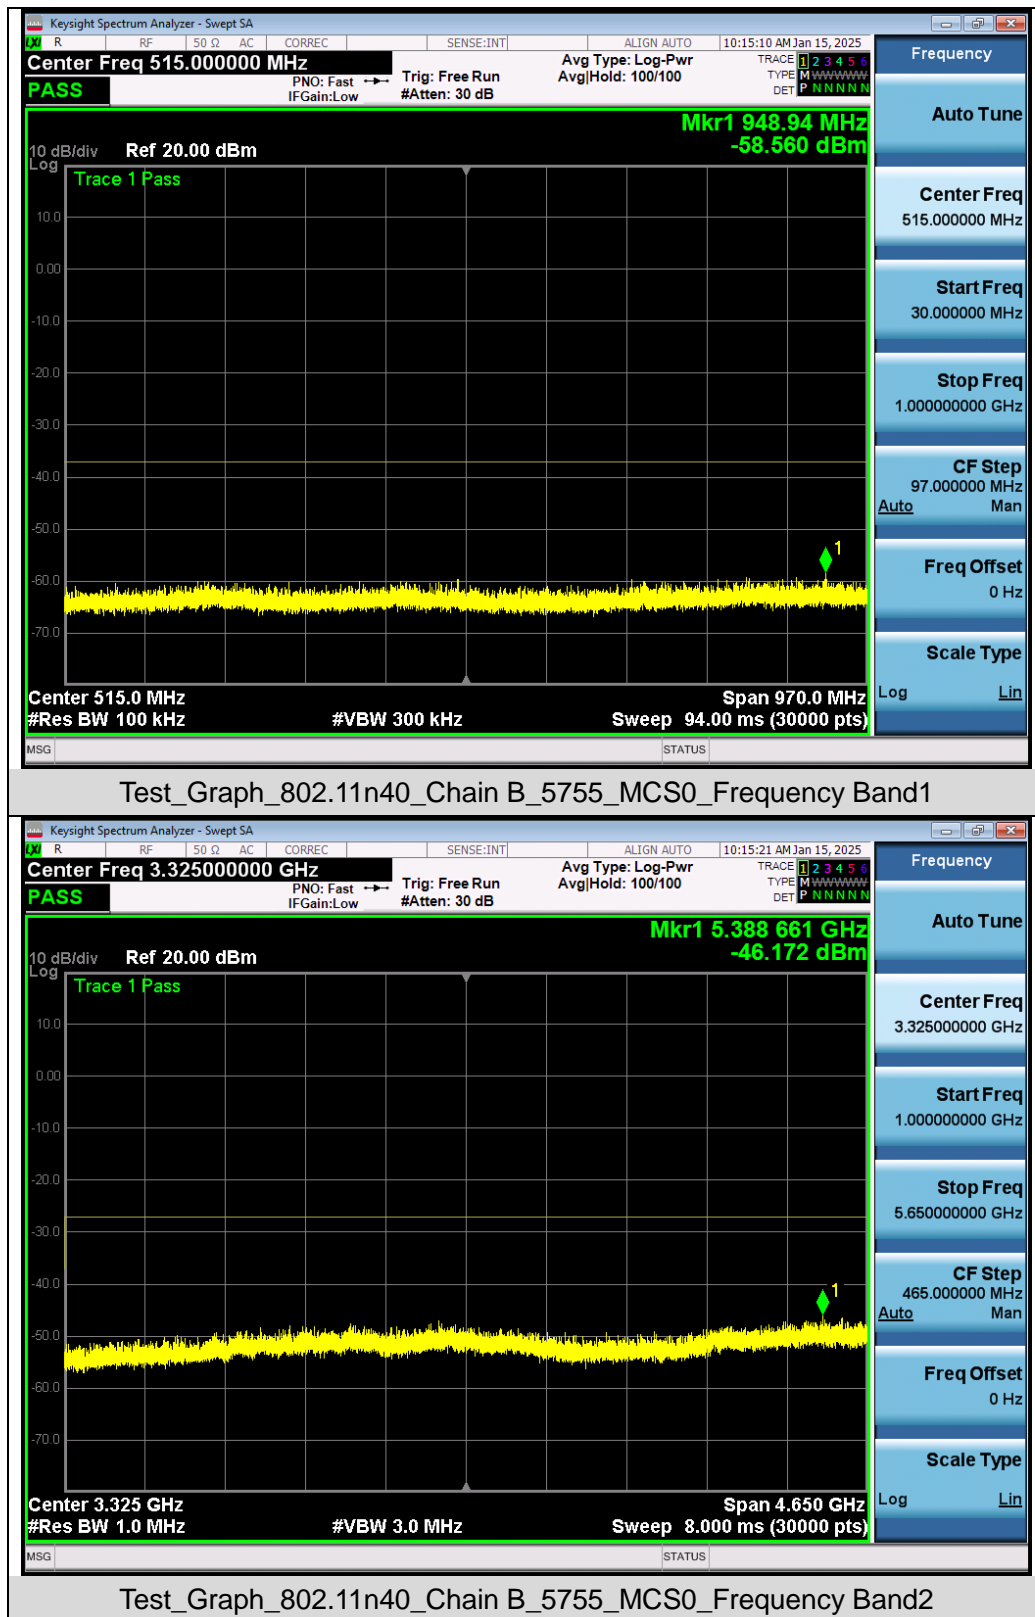 Keysight Spectrum Analyzer - Swept SA
LXI R RF 50 Ω AC CORREC SENSE:INT ALIGN AUTO 10:15:10 AM Jan 15, 2025
Center Freq 515.000000 MHz
PNO: Fast
IFGain:Low
Trig: Free Run
#Atten: 30 dB
Avg Type: Log-Pwr
Avg|Hold: 100/100
TRACE 1 2 3 4 5 6
TYPE M WWWWW
DET P N N N N N
PASS
Mkr1 948.94 MHz
-58.560 dBm
10 dB/div Ref 20.00 dBm
Log
Trace 1 Pass
10.0
0.00
-10.0
-20.0
-30.0
-40.0
-50.0
-60.0
-70.0
1
Center 515.0 MHz Span 970.0 MHz
#Res BW 100 kHz #VBW 300 kHz Sweep 94.00 ms (30000 pts)
MSG STATUS
Frequency
Auto Tune
Center Freq
515.000000 MHz
Start Freq
30.000000 MHz
Stop Freq
1.000000000 GHz
CF Step
97.000000 MHz
Auto Man
Freq Offset
0 Hz
Scale Type
Log Lin
Test_Graph_802.11n40_Chain B_5755_MCS0_Frequency Band1
Keysight Spectrum Analyzer - Swept SA
LXI R RF 50 Ω AC CORREC SENSE:INT ALIGN AUTO 10:15:21 AM Jan 15, 2025
Center Freq 3.325000000 GHz
PNO: Fast
IFGain:Low
Trig: Free Run
#Atten: 30 dB
Avg Type: Log-Pwr
Avg|Hold: 100/100
TRACE 1 2 3 4 5 6
TYPE M WWWWW
DET P N N N N N
PASS
Mkr1 5.388 661 GHz
-46.172 dBm
10 dB/div Ref 20.00 dBm
Log
Trace 1 Pass
10.0
0.00
-10.0
-20.0
-30.0
-40.0
-50.0
-60.0
-70.0
1
Center 3.325 GHz Span 4.650 GHz
#Res BW 1.0 MHz #VBW 3.0 MHz Sweep 8.000 ms (30000 pts)
MSG STATUS
Frequency
Auto Tune
Center Freq
3.325000000 GHz
Start Freq
1.000000000 GHz
Stop Freq
5.650000000 GHz
CF Step
465.000000 MHz
Auto Man
Freq Offset
0 Hz
Scale Type
Log Lin
Test_Graph_802.11n40_Chain B_5755_MCS0_Frequency Band2